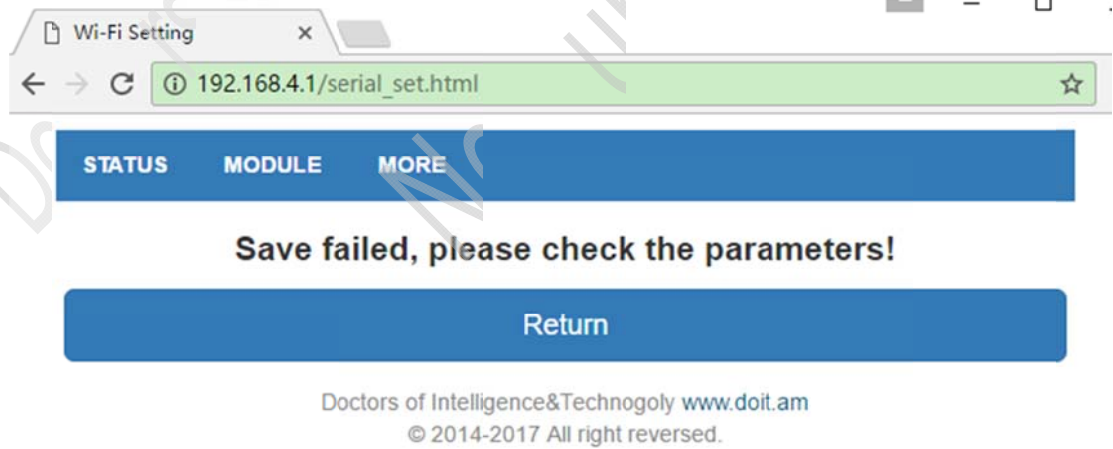 Wi-Fi Setting
192.168.4.1/serial_set.html
STATUS MODULE MORE
Save failed, please check the parameters!
Return
Doctors of Intelligence&Technogoly www.doit.am
© 2014-2017 All right reversed.